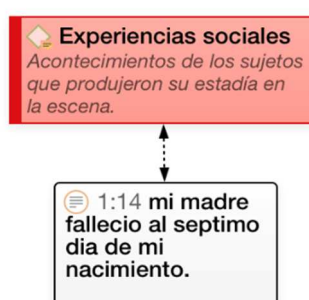 Experiencias sociales
Acontecimientos de los sujetos
que produjeron su estadía en
la escena.
1:14 mi madre
fallecio al septimo
dia de mi
nacimiento.